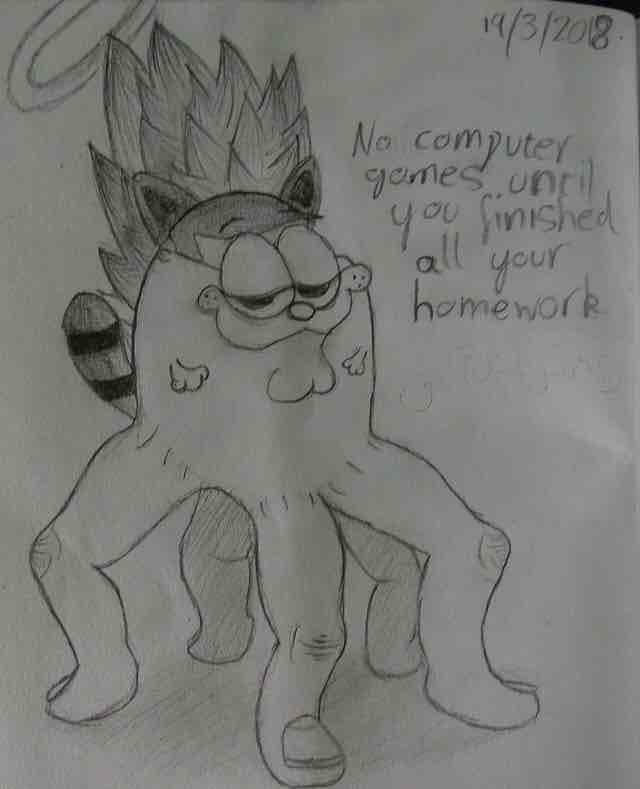 19/3/2018.
No computer
games until
you finished
all your
homework